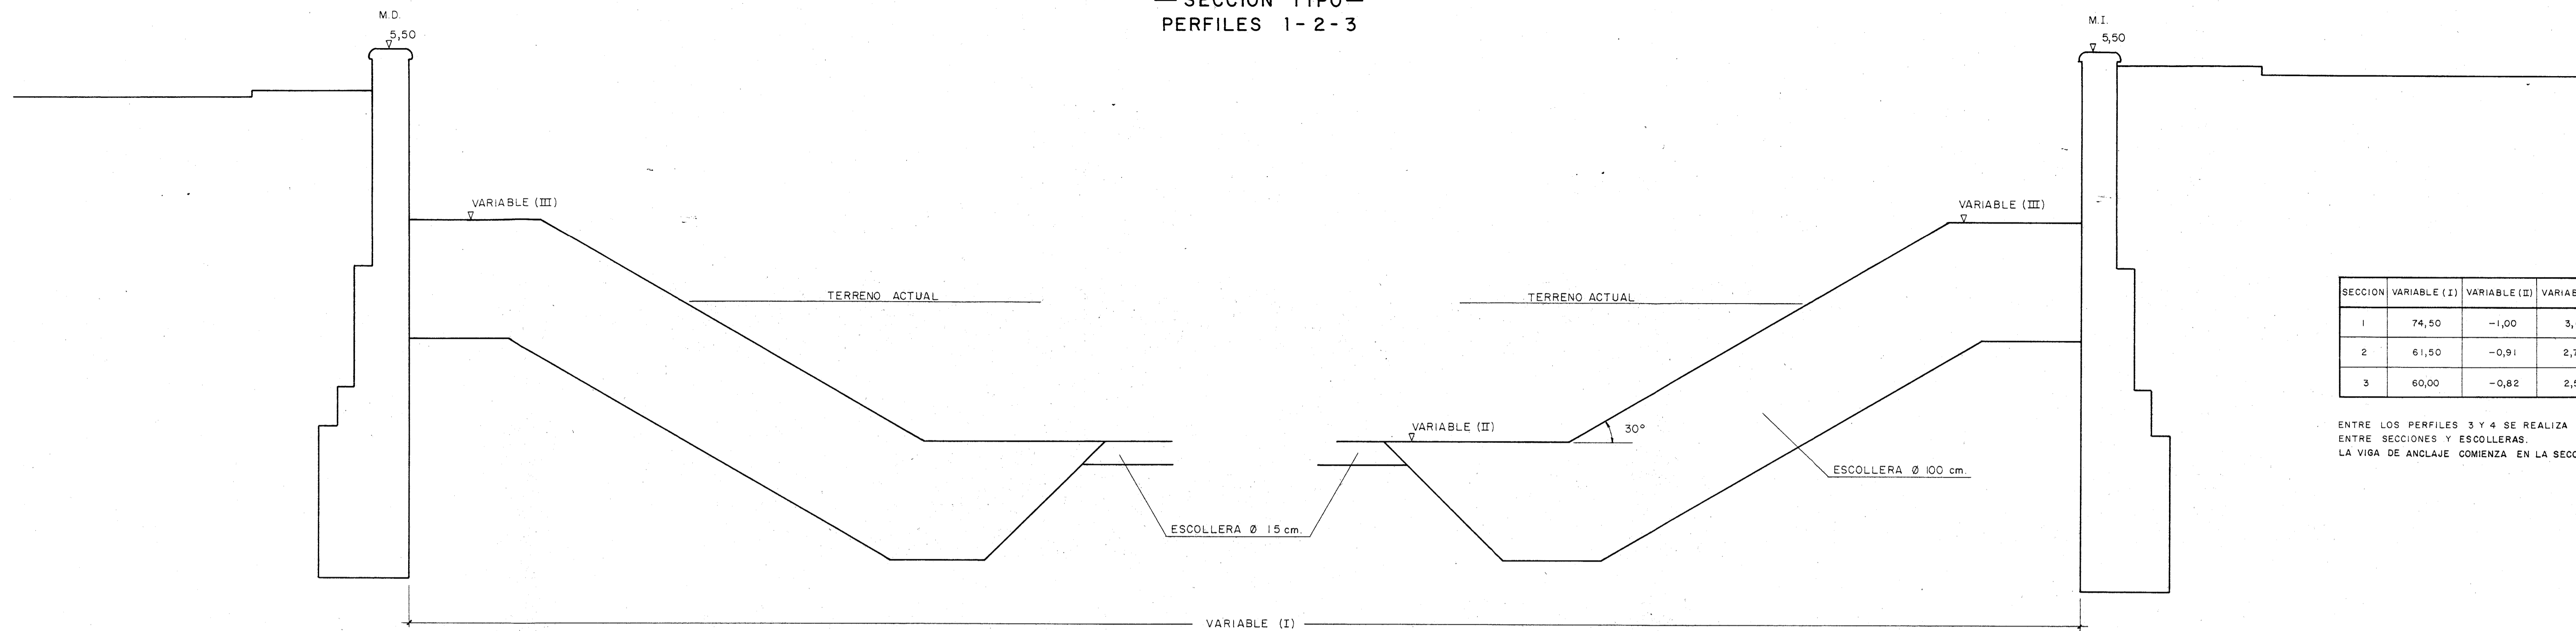 — SECCION TIPO —
PERFILES 1-2-3
M.D.
5,50
M.I.
5,50
VARIABLE (III)
VARIABLE (III)
TERRENO ACTUAL
TERRENO ACTUAL
VARIABLE (II)
30°
ESCOLLERA Ø 100 cm.
ESCOLLERA Ø 15 cm.
VARIABLE (I)
SECCION VARIABLE (I) VARIABLE (II)
1 74,50 -1,00 3,
2 61,50 -0,91 2,
3 60,00 -0,82 2,
ENTRE LOS PERFILES 3 Y 4 SE REALIZA
ENTRE SECCIONES Y ESCOLLERAS.
LA VIGA DE ANCLAJE COMIENZA EN LA